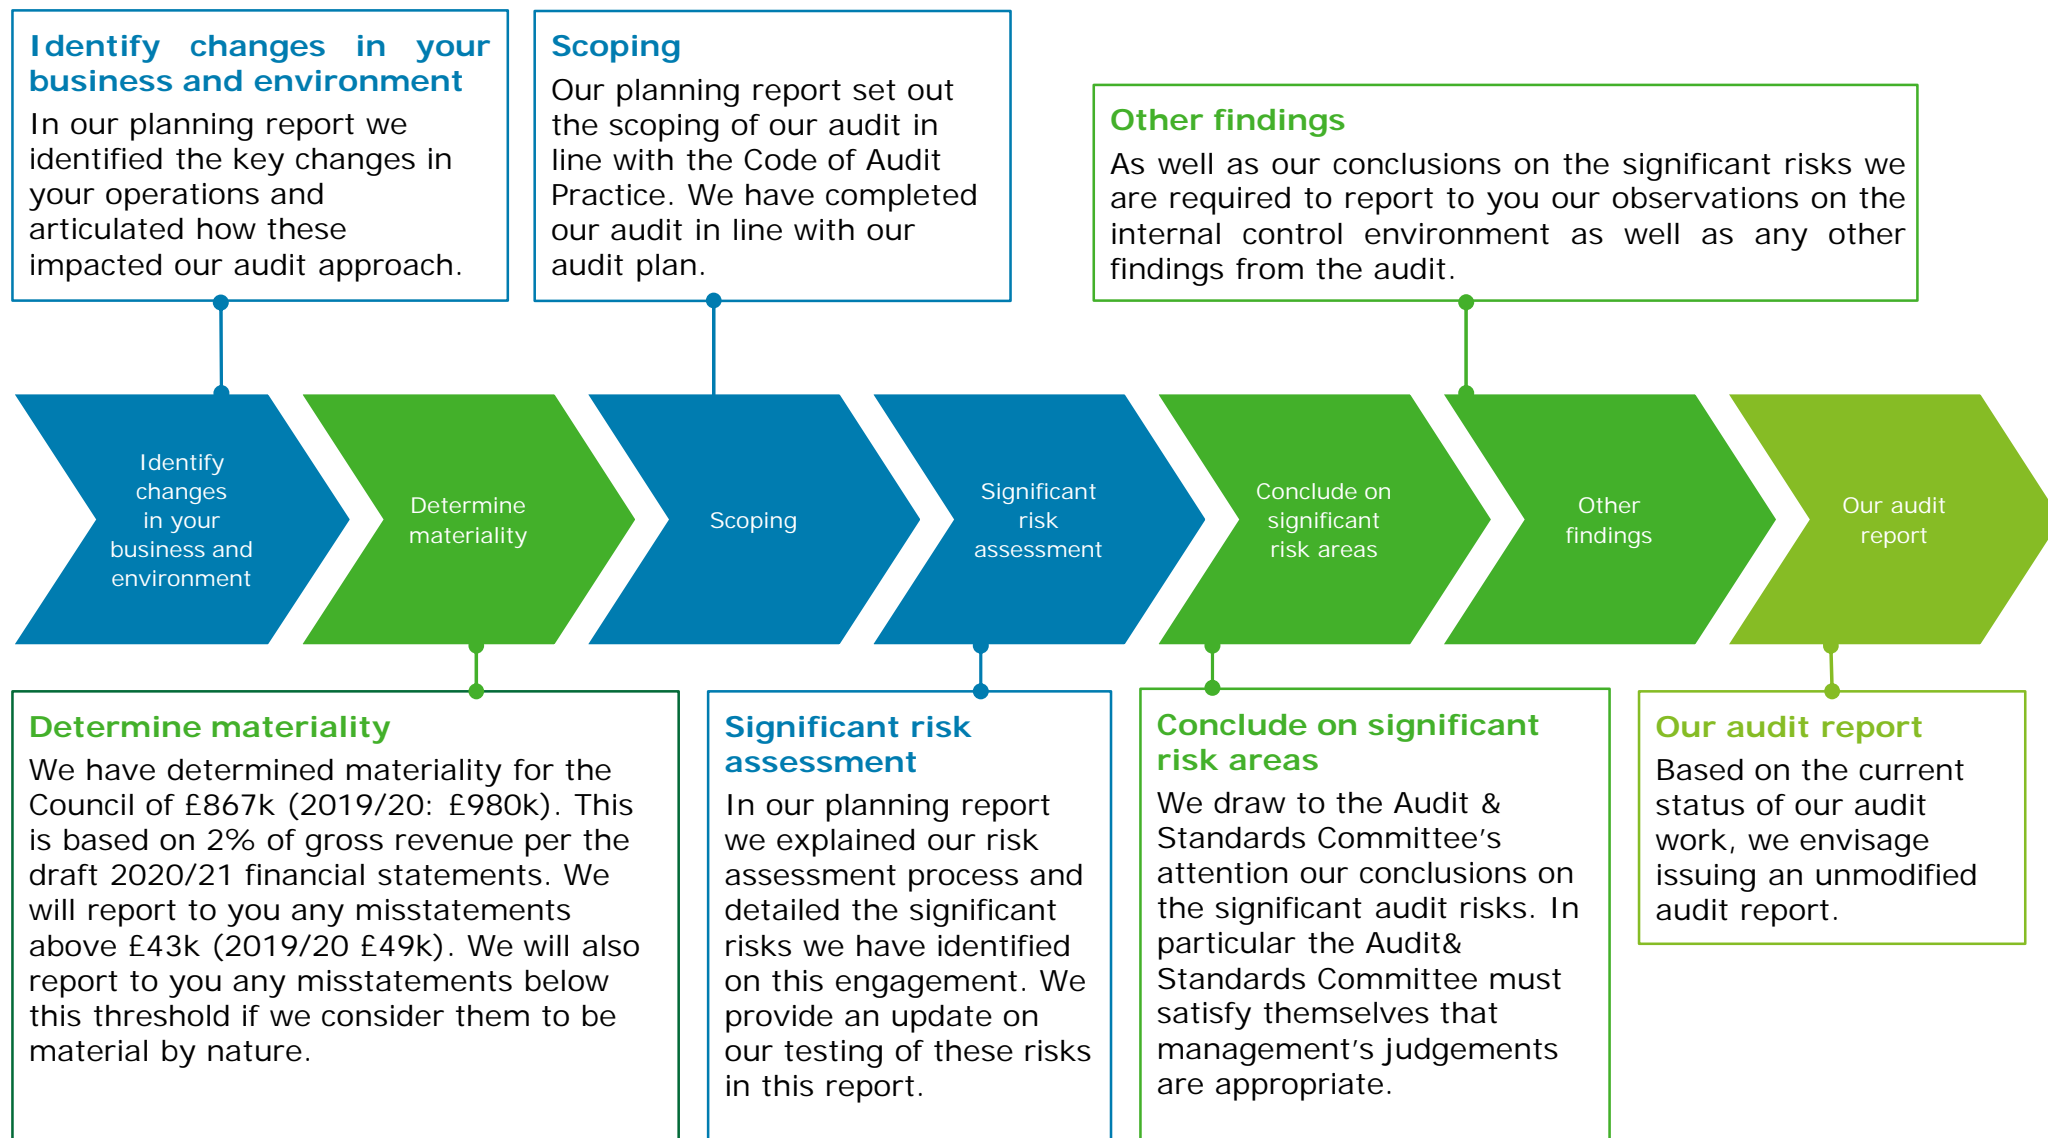 Identify changes in your
business and environment
In our planning report we
identified the key changes in
your operations and
articulated how these
impacted our audit approach.
Scoping
Our planning report set out
the scoping of our audit in
line with the Code of Audit
Practice. We have completed
our audit in line with our
audit plan.
Other findings
As well as our conclusions on the significant risks we
are required to report to you our observations on the
internal control environment as well as any other
findings from the audit.
Identify
changes
in your
business and
environment
Determine
materiality
Scoping
Significant
risk
assessment
Conclude on
significant
risk areas
Other
findings
Our audit
report
Determine materiality
We have determined materiality for the
Council of £867k (2019/20: £980k). This
is based on 2% of gross revenue per the
draft 2020/21 financial statements. We
will report to you any misstatements
above £43k (2019/20 £49k). We will also
report to you any misstatements below
this threshold if we consider them to be
material by nature.
Significant risk
assessment
In our planning report
we explained our risk
assessment process and
detailed the significant
risks we have identified
on this engagement. We
provide an update on
our testing of these risks
in this report.
Conclude on significant
risk areas
We draw to the Audit &
Standards Committee's
attention our conclusions on
the significant audit risks. In
particular the Audit&
Standards Committee must
satisfy themselves that
management's judgements
are appropriate.
Our audit report
Based on the current
status of our audit
work, we envisage
issuing an unmodified
audit report.